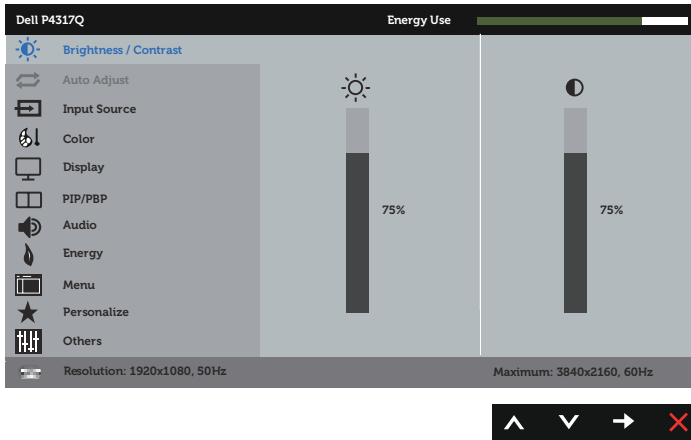 Dell P4317Q
Energy Use
Brightness / Contrast
Auto Adjust
Input Source
Color
Display
PIP/PBP
Audio
Energy
Menu
Personalize
Others
75%
75%
Resolution: 1920x1080, 50Hz
Maximum: 3840x2160, 60Hz